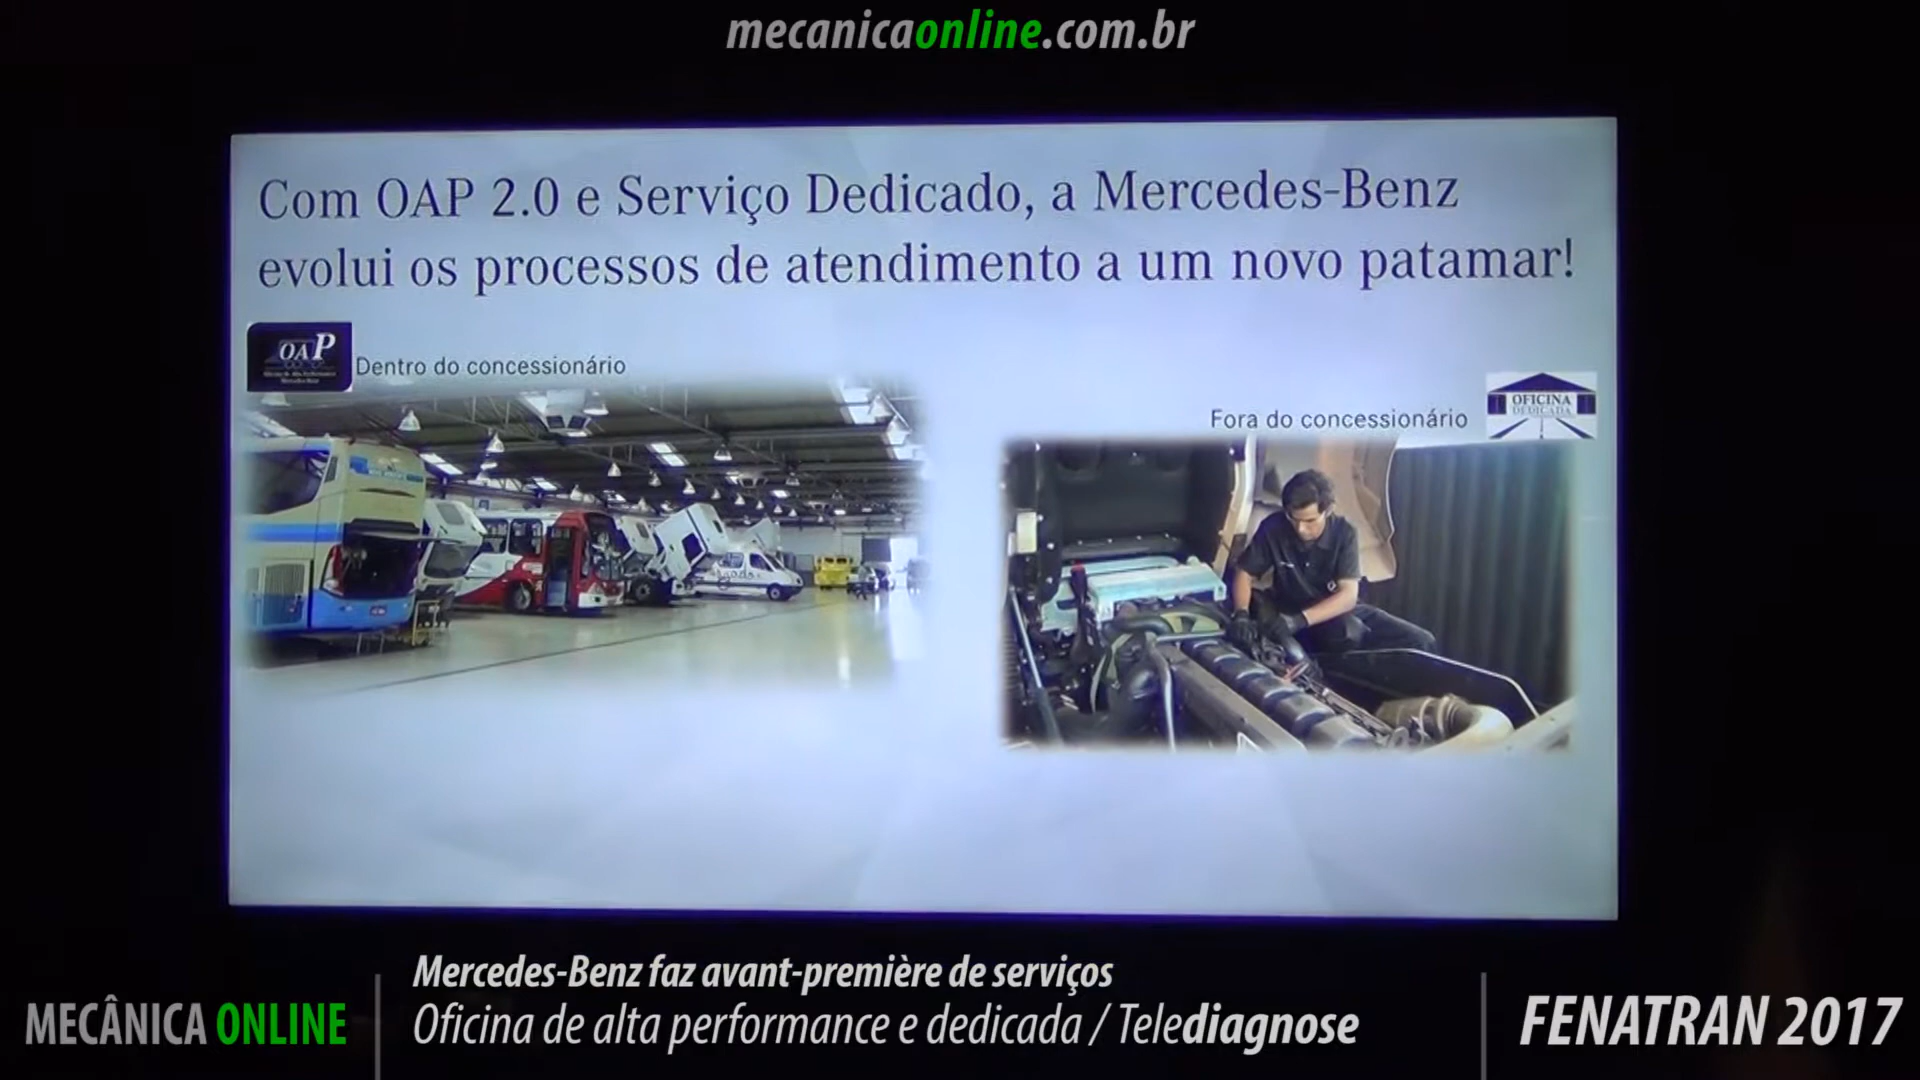 mecanicaonline.com.br
Com OAP 2.0 e Serviço Dedicado, a Mercedes-Benz
evolui os processos de atendimento a um novo patamar!
OAP
Dentro do concessionário
Fora do concessionário
OFICINA
DEDICADA
MECÂNICA ONLINE
Mercedes-Benz faz avant-première de serviços
Oficina de alta performance e dedicada / Telediagnose
FENATRAN 2017